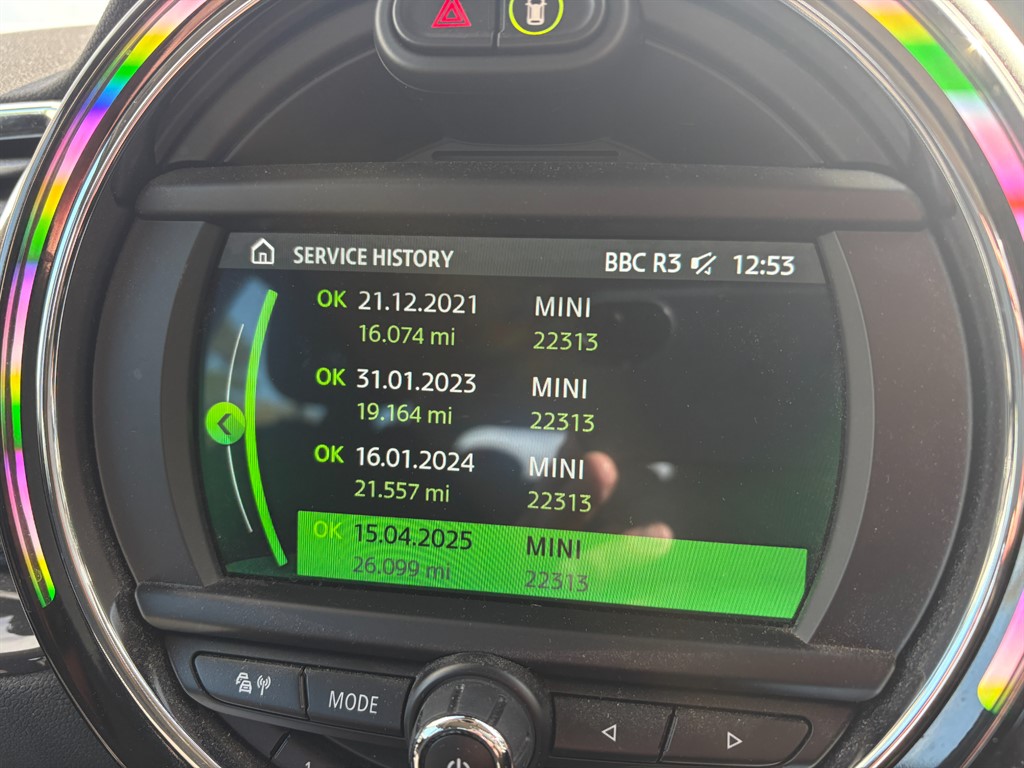 SERVICE HISTORY BBC R3 12:53
OK 21.12.2021 MINI
16.074 mi 22313
OK 31.01.2023 MINI
19.164 mi 22313
OK 16.01.2024 MINI
21.557 mi 22313
OK 15.04.2025 MINI
26.099 mi 22313
MODE
1